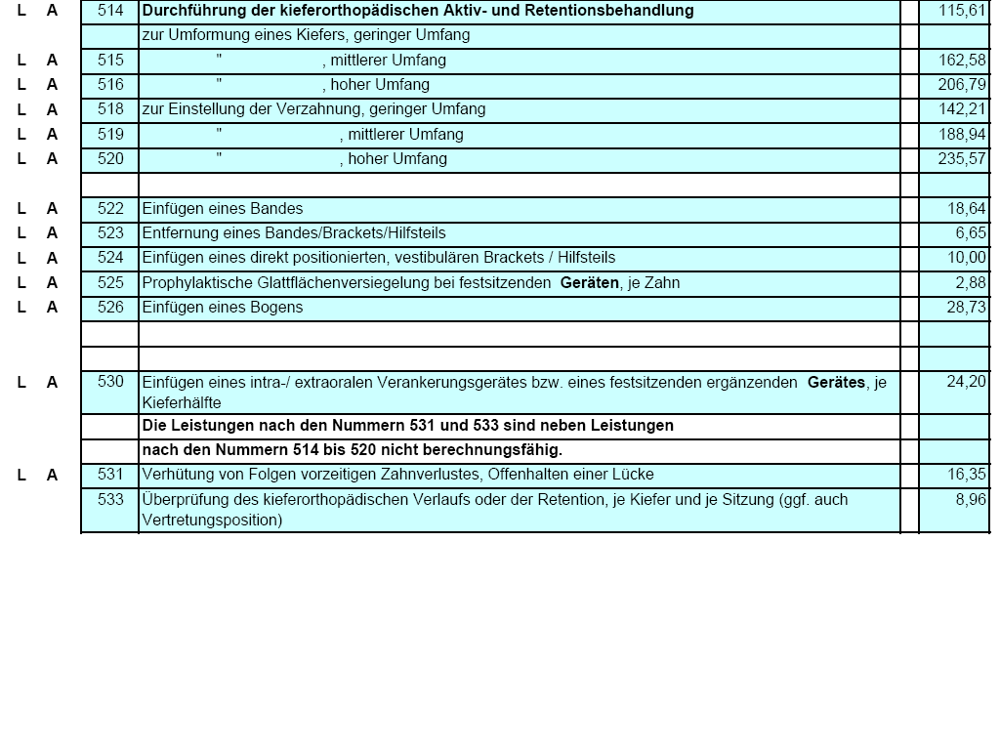 L A 514 Durchführung der kieferorthopädischen Aktiv- und Retentionsbehandlung 115,61
zur Umformung eines Kiefers, geringer Umfang
L A 515 " , mittlerer Umfang 162,58
L A 516 " , hoher Umfang 206,79
L A 518 zur Einstellung der Verzahnung, geringer Umfang 142,21
L A 519 " , mittlerer Umfang 188,94
L A 520 " , hoher Umfang 235,57
L A 522 Einfügen eines Bandes 18,64
L A 523 Entfernung eines Bandes/Brackets/Hilfsteils 6,65
L A 524 Einfügen eines direkt positionierten, vestibulären Brackets / Hilfsteils 10,00
L A 525 Prophylaktische Glattflächenversiegelung bei festsitzenden Geräten, je Zahn 2,88
L A 526 Einfügen eines Bogens 28,73
L A 530 Einfügen eines intra-/ extraoralen Verankerungsgerätes bzw. eines festsitzenden ergänzenden Gerätes, je 24,20
Kieferhälfte
Die Leistungen nach den Nummern 531 und 533 sind neben Leistungen
nach den Nummern 514 bis 520 nicht berechnungsfähig.
L A 531 Verhütung von Folgen vorzeitigen Zahnverlustes, Offenhalten einer Lücke 16,35
533 Überprüfung des kieferorthopädischen Verlaufs oder der Retention, je Kiefer und je Sitzung (ggf. auch 8,96
Vertretungsposition)